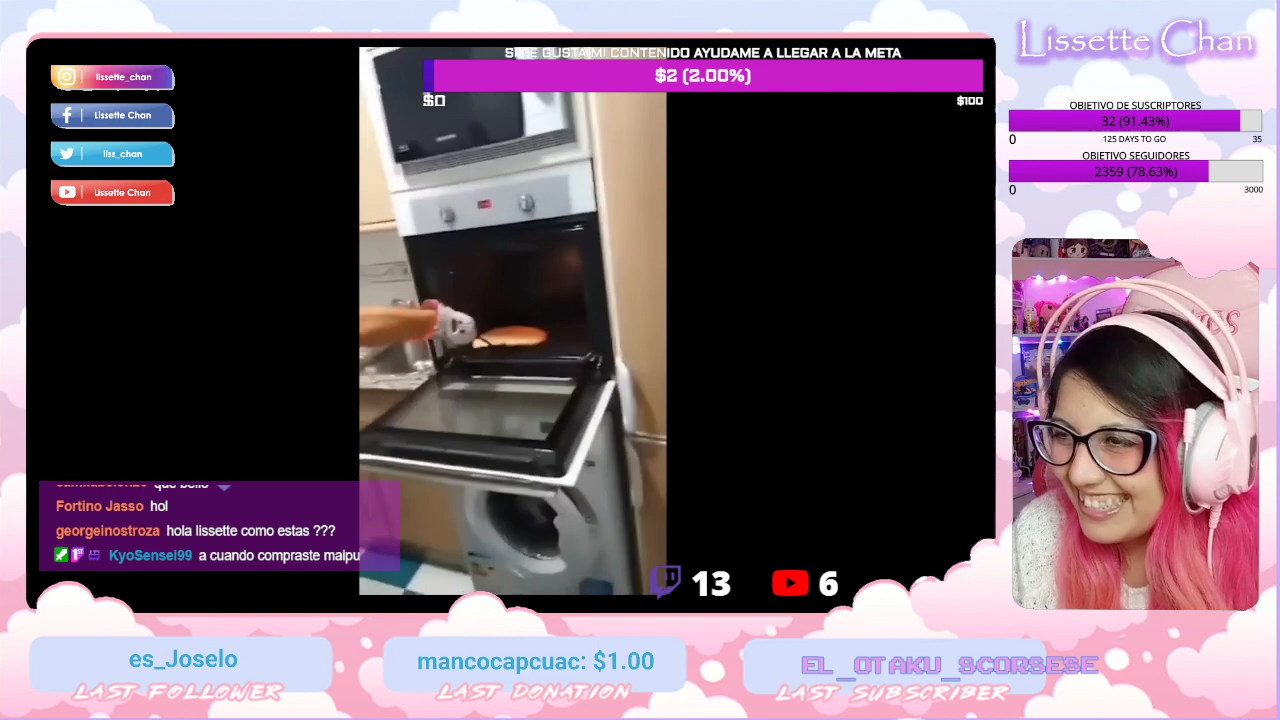 Lissette Chan
SI TE GUSTA MI CONTENIDO AYUDAME A LLEGAR A LA META
$2 (2.00%)
$0
$100
lissette_chan
Lissette Chan
liss_chan
Lissette Chan
OBJETIVO DE SUSCRIPTORES
32 (91.43%)
0
125 DAYS TO GO
35
OBJETIVO SEGUIDORES
2359 (78.63%)
0
3000
que bello
Fortino Jasso hol
georgeinostroza hola lissette como estas ???
KyoSensei99 a cuando compraste maipu
13
6
es_Joselo
LAST FOLLOWER
mancocapcuac: $1.00
LAST DONATION
EL_OTAKU_SCORSESE
LAST SUBSCRIBER